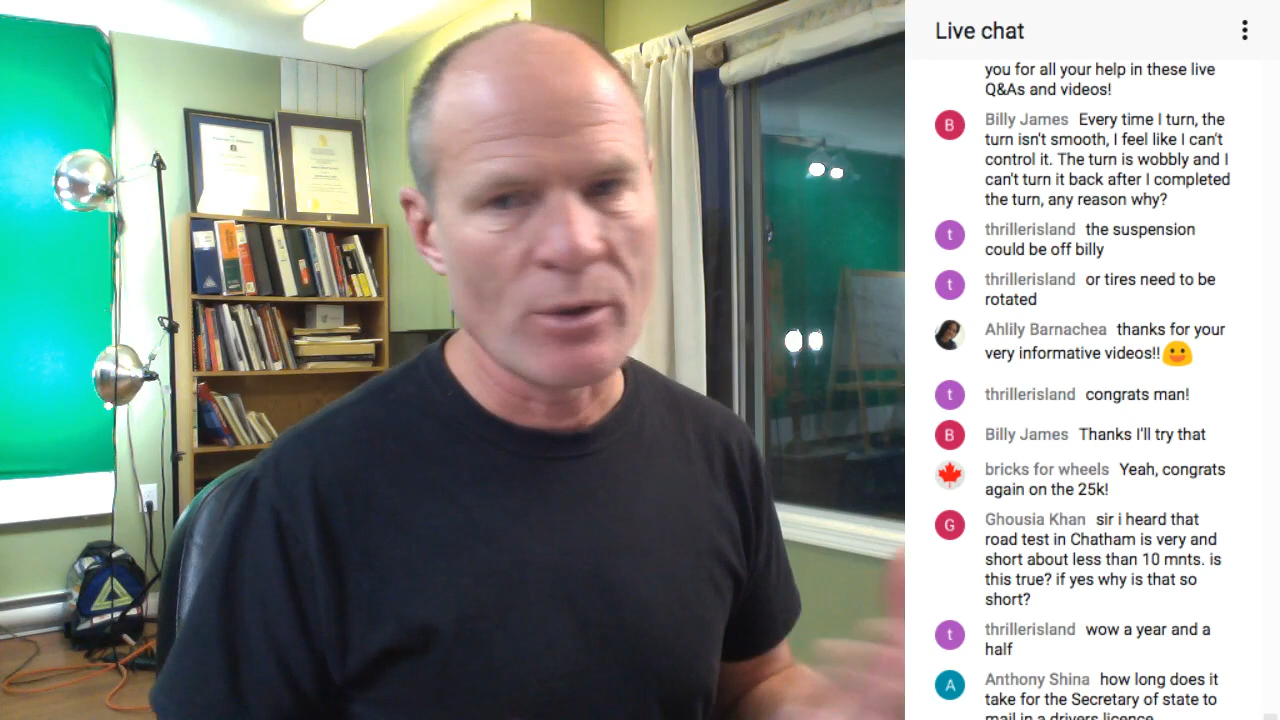 Live chat
you for all your help in these live
Q&As and videos!
B
Billy James Every time I turn, the
turn isn't smooth, I feel like I can't
control it. The turn is wobbly and I
can't turn it back after I completed
the turn, any reason why?
t
thrillerisland the suspension
could be off billy
t
thrillerisland or tires need to be
rotated
Ahlily Barnachea thanks for your
very informative videos!!
t
thrillerisland congrats man!
B
Billy James Thanks I'll try that
bricks for wheels Yeah, congrats
again on the 25k!
G
Ghousia Khan sir i heard that
road test in Chatham is very and
short about less than 10 mnts. is
this true? if yes why is that so
short?
t
thrillerisland wow a year and a
half
A
Anthony Shina how long does it
take for the Secretary of state to
mail in a drivers licence